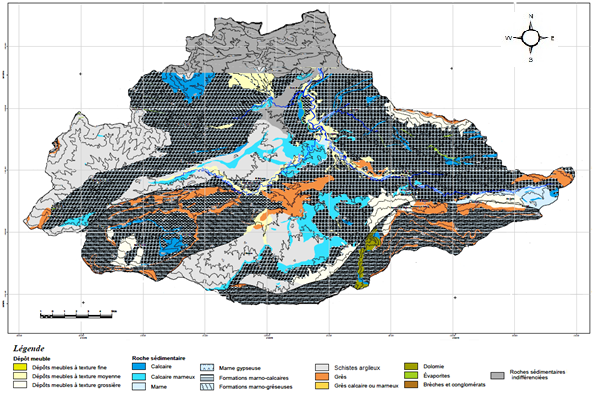 N
W
E
S
Légende
Dépôt meuble
Dépôts meubles à texture fine
Dépôts meubles à texture moyenne
Dépôts meubles à texture grossière
Roche sédimentaire
Calcaire
Calcaire marneux
Marne
Marne gypseuse
Formations marno-calcaires
Formations marno-gréseuses
Schistes argileux
Grès
Grès calcaire ou marneux
Dolomie
Évaporites
Brèches et conglomérats
Roches sédimentaires
indifférenciées